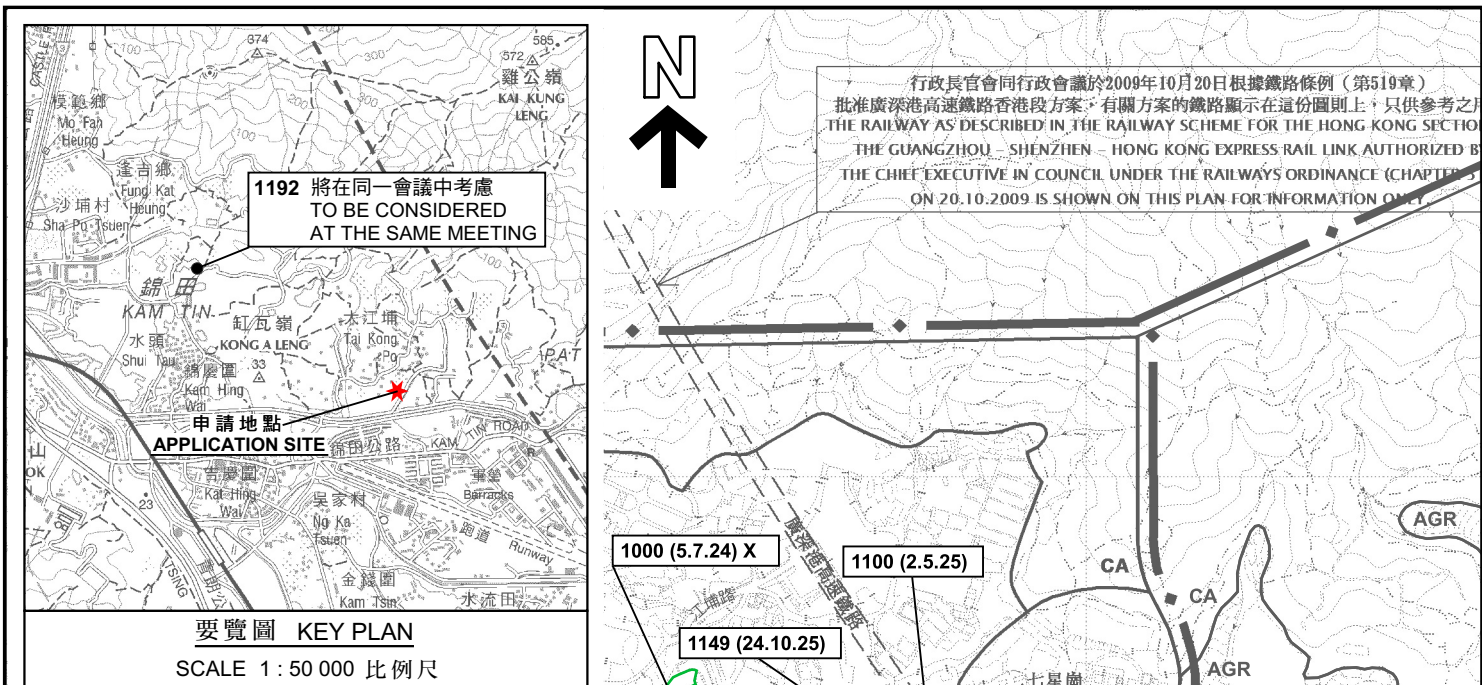 374
585
572
300
200
100
雞公嶺
KAI KUNG
LENG
CASTLE
模範鄉
Mo Fan
Heung
逢吉鄉
Fung Kat
Heung
沙埔村
Sha Po Tsuen
1192 將在同一會議中考慮
TO BE CONSIDERED
AT THE SAME MEETING
錦田
KAM TIN
水頭
Shui Tau
缸瓦嶺
KONG A LENG
33
錦慶圍
Kam Hing
Wai
大江埔
Tai Kong
Po
PAT
申請地點
APPLICATION SITE
錦田公路
KAM TIN ROAD
吉慶圍
Kat Hing
Wai
23
吳家村
Ng Ka
Tsuen
軍營
Barracks
跑道
Runway
金錢圍
Kam Tsin
水流田
TSING
要覽圖 KEY PLAN
SCALE 1 : 50 000 比例尺
N
行政長官會同行政會議於2009年10月20日根據鐵路條例（第519章）
批准廣深港高速鐵路香港段方案，有關方案的鐵路顯示在這份圖則上，只供參考之用
THE RAILWAY AS DESCRIBED IN THE RAILWAY SCHEME FOR THE HONG KONG SECTIO
THE GUANGZHOU – SHENZHEN – HONG KONG EXPRESS RAIL LINK AUTHORIZED B
THE CHIEF EXECUTIVE IN COUNCIL UNDER THE RAILWAYS ORDINANCE (CHAPTER 5
ON 20.10.2009 IS SHOWN ON THIS PLAN FOR INFORMATION ONLY.
1000 (5.7.24) X
廣深港高速鐵路
1100 (2.5.25)
江埔路
1149 (24.10.25)
CA
CA
AGR
AGR
七星崗